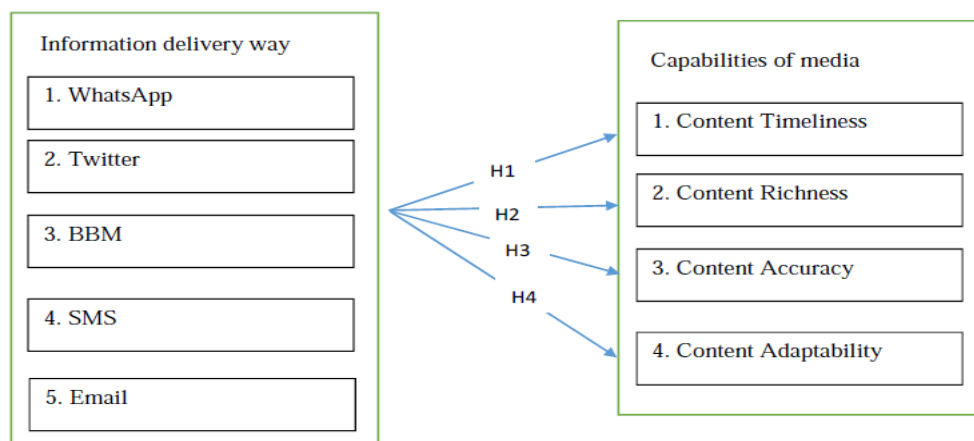 Information delivery way
1. WhatsApp
2. Twitter
3. BBM
4. SMS
5. Email
H1
H2
H3
H4
Capabilities of media
1. Content Timeliness
2. Content Richness
3. Content Accuracy
4. Content Adaptability